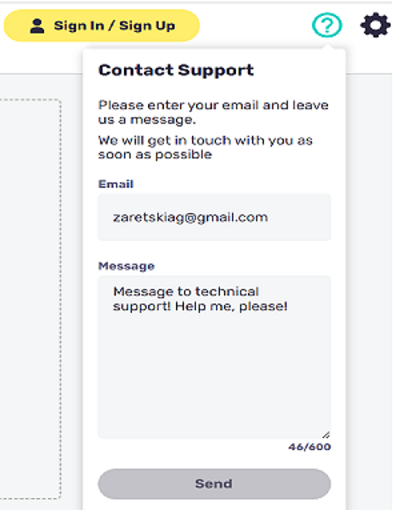 Sign In / Sign Up
?
Contact Support
Please enter your email and leave
us a message.
We will get in touch with you as
soon as possible
Email
zaretskiag@gmail.com
Message
Message to technical
support! Help me, please!
46/600
Send